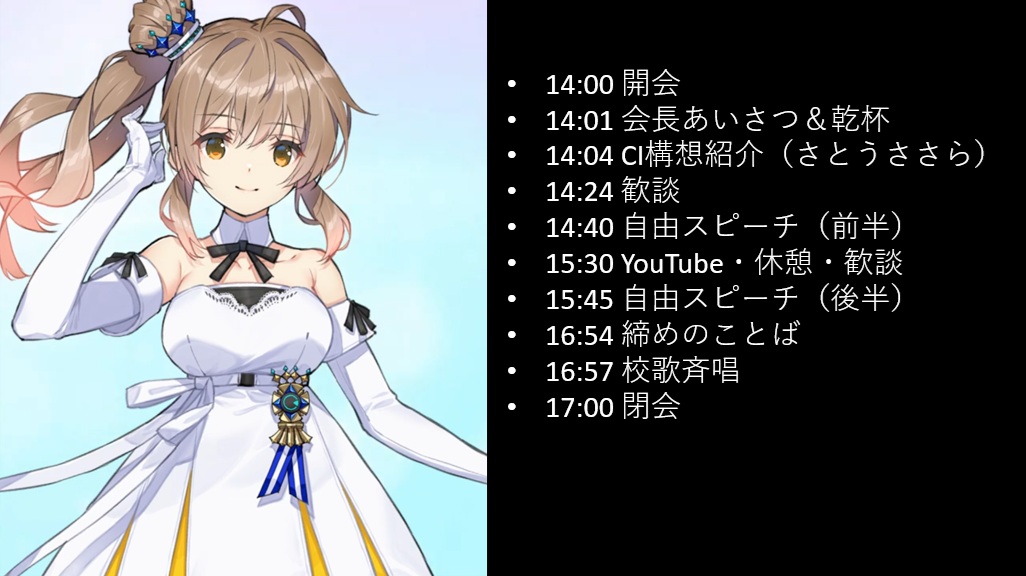 • 14:00 開会
• 14:01 会長あいさつ＆乾杯
• 14:04 CI構想紹介（さとうささら）
• 14:24 歓談
• 14:40 自由スピーチ（前半）
• 15:30 YouTube・休憩・歓談
• 15:45 自由スピーチ（後半）
• 16:54 締めのことば
• 16:57 校歌斉唱
• 17:00 閉会